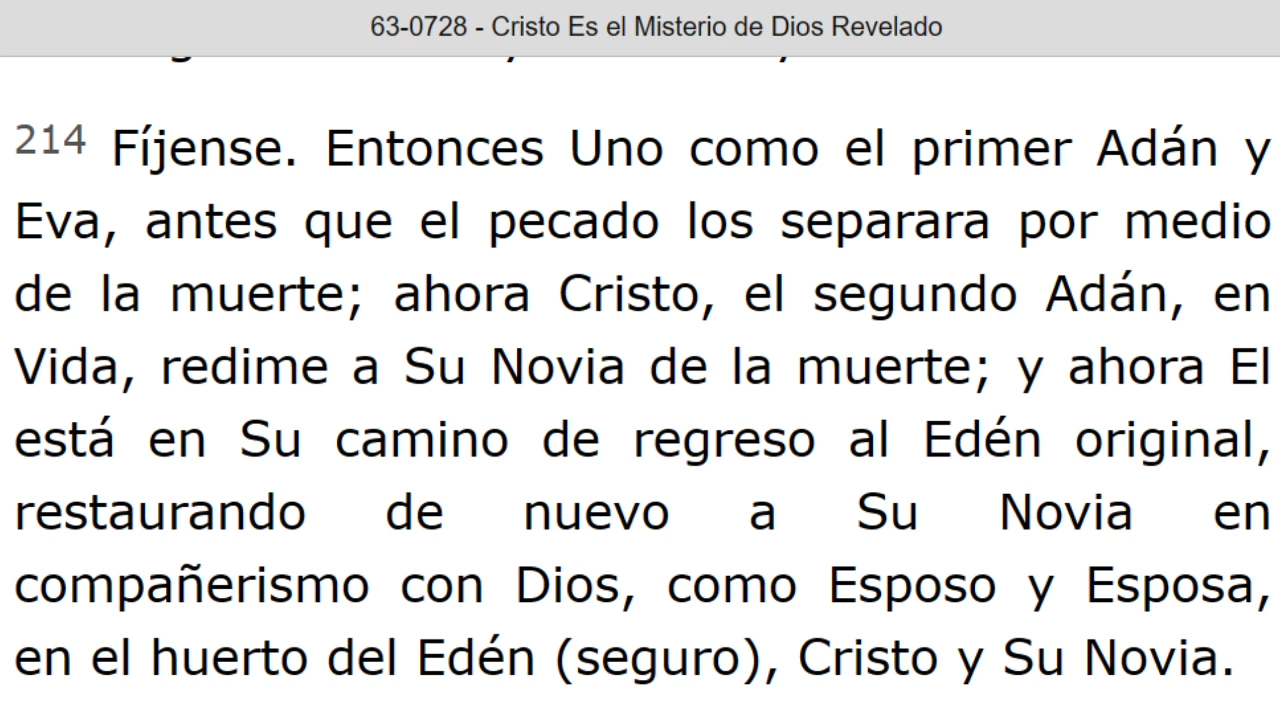 63-0728 - Cristo Es el Misterio de Dios Revelado
214 Fíjense. Entonces Uno como el primer Adán y
Eva, antes que el pecado los separara por medio
de la muerte; ahora Cristo, el segundo Adán, en
Vida, redime a Su Novia de la muerte; y ahora El
está en Su camino de regreso al Edén original,
restaurando de nuevo a Su Novia en
compañerismo con Dios, como Esposo y Esposa,
en el huerto del Edén (seguro), Cristo y Su Novia.